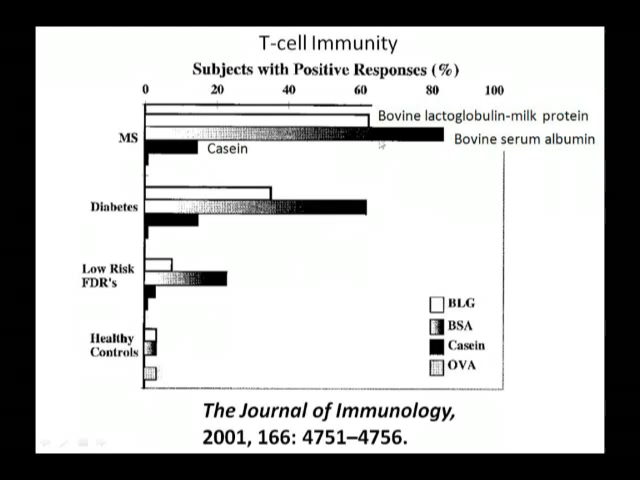 T-cell Immunity
Subjects with Positive Responses (%)
0 20 40 60 80 100
Bovine lactoglobulin-milk protein
MS
Bovine serum albumin
Casein
Diabetes
Low Risk
FDR's
BLG
BSA
Healthy
Controls
Casein
OVA
The Journal of Immunology,
2001, 166: 4751–4756.